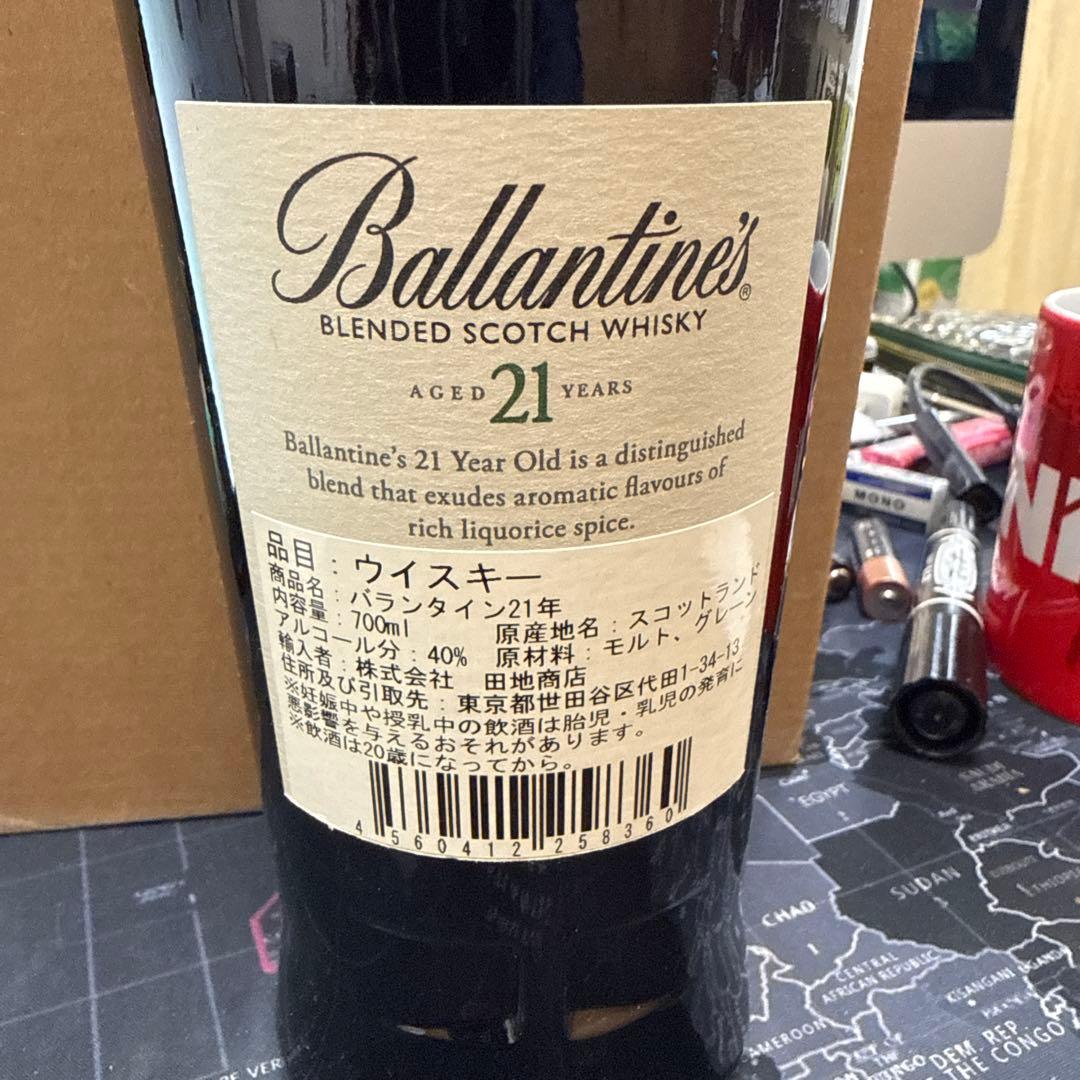 Ballantine's®
BLENDED SCOTCH WHISKY
AGED 21 YEARS
Ballantine's 21 Year Old is a distinguished
blend that exudes aromatic flavours of
rich liquorice spice.
品目：ウイスキー
商品名：バランタイン21年
内容量：700ml 原産地名：スコットランド
アルコール分：40% 原材料：モルト、グレーン
輸入者：株式会社 田地商店
住所及び引取先：東京都世田谷区代田1-34-13
※妊娠中や授乳中の飲酒は胎児・乳児の発育に
悪影響を与えるおそれがあります。
※飲酒は20歳になってから。
4560412258360
MONO
EGYPT
SAUDI
ARABIA
SUDAN
CHAD
CENTRAL
AFRICAN REPUBLIC
KISANGANI
UGANDA
CAMEROON
DEM REP
THE CONGO